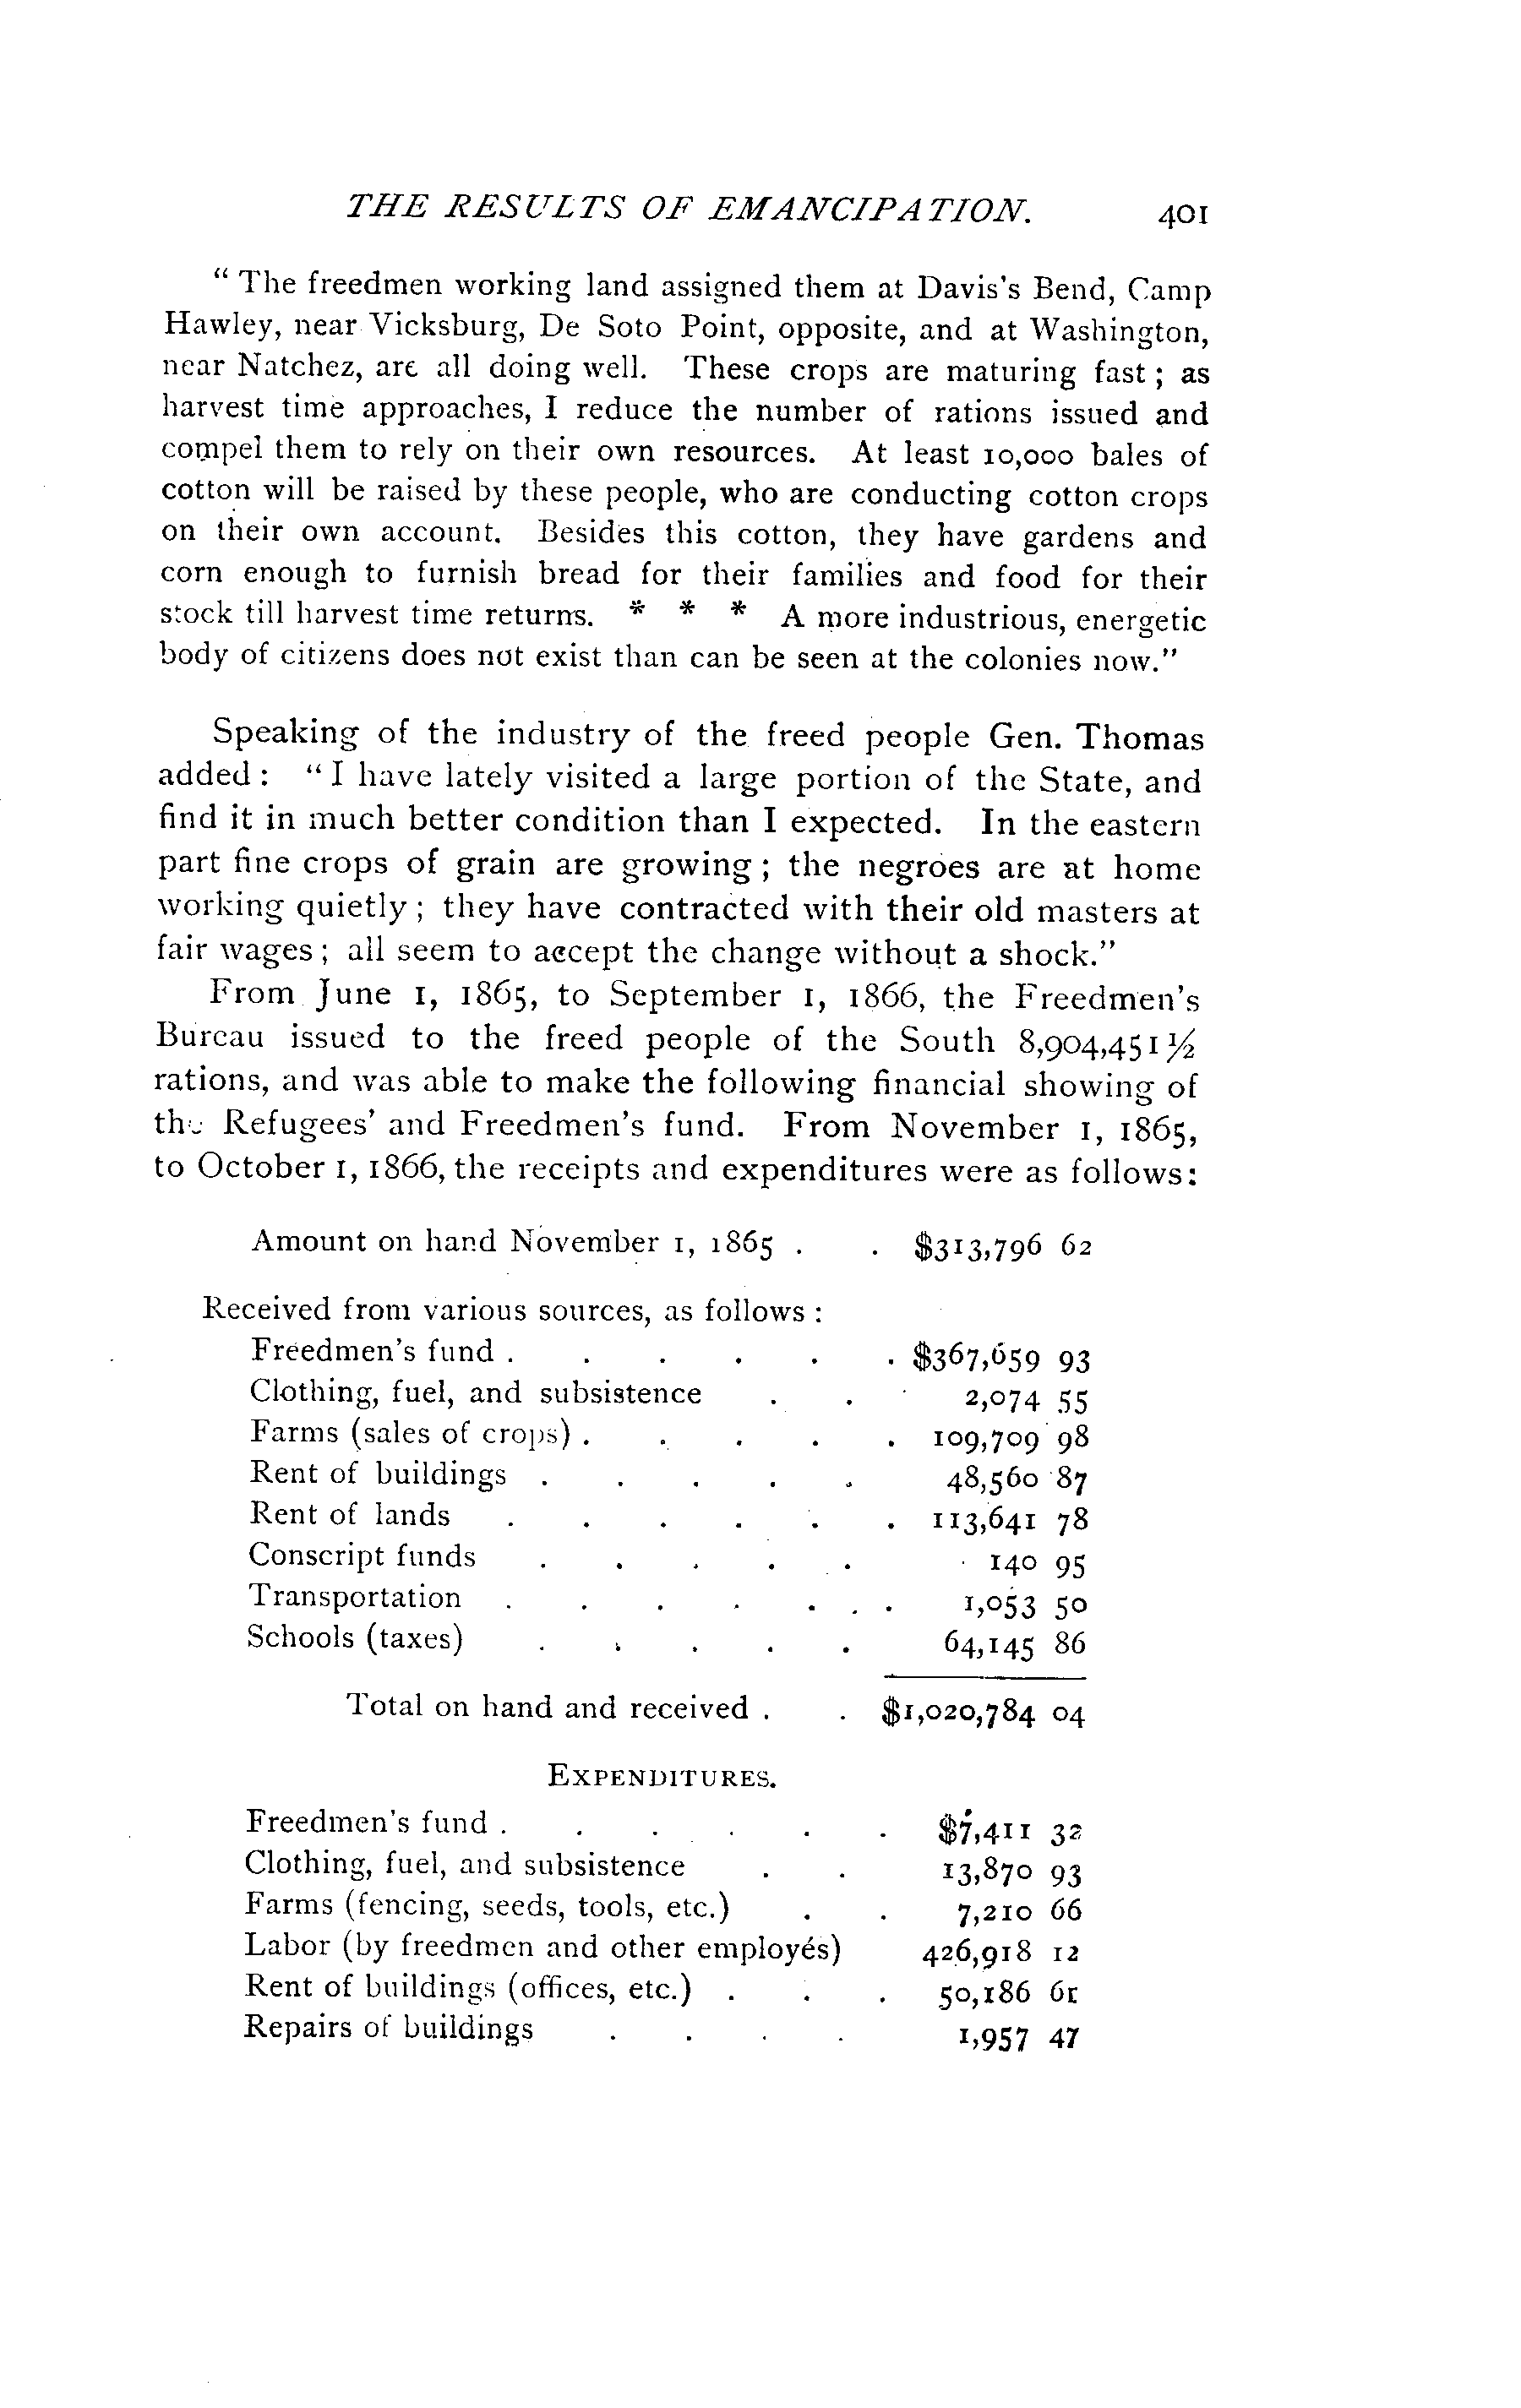 THE RESULTS OF EMANCIPATION. 401
“ The freedmen working land assigned them at Davis's Bend, Camp
Hawley, near Vicksburg, De Soto Point, opposite, and at Washington,
near Natchez, are all doing well. These crops are maturing fast ; as
harvest time approaches, I reduce the number of rations issued and
compel them to rely on their own resources. At least 10,000 bales of
cotton will be raised by these people, who are conducting cotton crops
on their own account. Besides this cotton, they have gardens and
corn enough to furnish bread for their families and food for their
stock till harvest time returns. * * * A more industrious, energetic
body of citizens does not exist than can be seen at the colonies now.”
Speaking of the industry of the freed people Gen. Thomas
added : “ I have lately visited a large portion of the State, and
find it in much better condition than I expected. In the eastern
part fine crops of grain are growing ; the negroes are at home
working quietly ; they have contracted with their old masters at
fair wages ; all seem to accept the change without a shock.”
From June 1, 1865, to September 1, 1866, the Freedmen's
Bureau issued to the freed people of the South 8,904,451½
rations, and was able to make the following financial showing of
the Refugees' and Freedmen's fund. From November 1, 1865,
to October 1, 1866, the receipts and expenditures were as follows:
Amount on hand November 1, 1865 . . $313,796 62
Received from various sources, as follows :
Freedmen's fund . . . . . . $367,659 93
Clothing, fuel, and subsistence . . . 2,074 55
Farms (sales of crops) . . . . . 109,709 98
Rent of buildings . . . . . 48,560 87
Rent of lands . . . . . . 113,641 78
Conscript funds . . . . . 140 95
Transportation . . . . . . . 1,053 50
Schools (taxes) . . . . . 64,145 86
Total on hand and received . . $1,020,784 04
EXPENDITURES.
Freedmen's fund . . . . . . $7,411 32
Clothing, fuel, and subsistence . . 13,870 93
Farms (fencing, seeds, tools, etc.) . . 7,210 66
Labor (by freedmen and other employés) 426,918 12
Rent of buildings (offices, etc.) . . . 50,186 61
Repairs of buildings . . . . 1,957 47